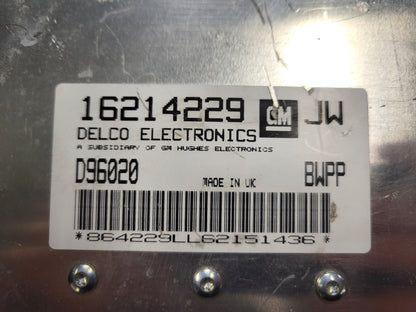 16214229 GM JW
DELCO ELECTRONICS
A SUBSIDIARY OF GM HUGHES ELECTRONICS
D96020 MADE IN UK BWPP
*864229LL62151436*